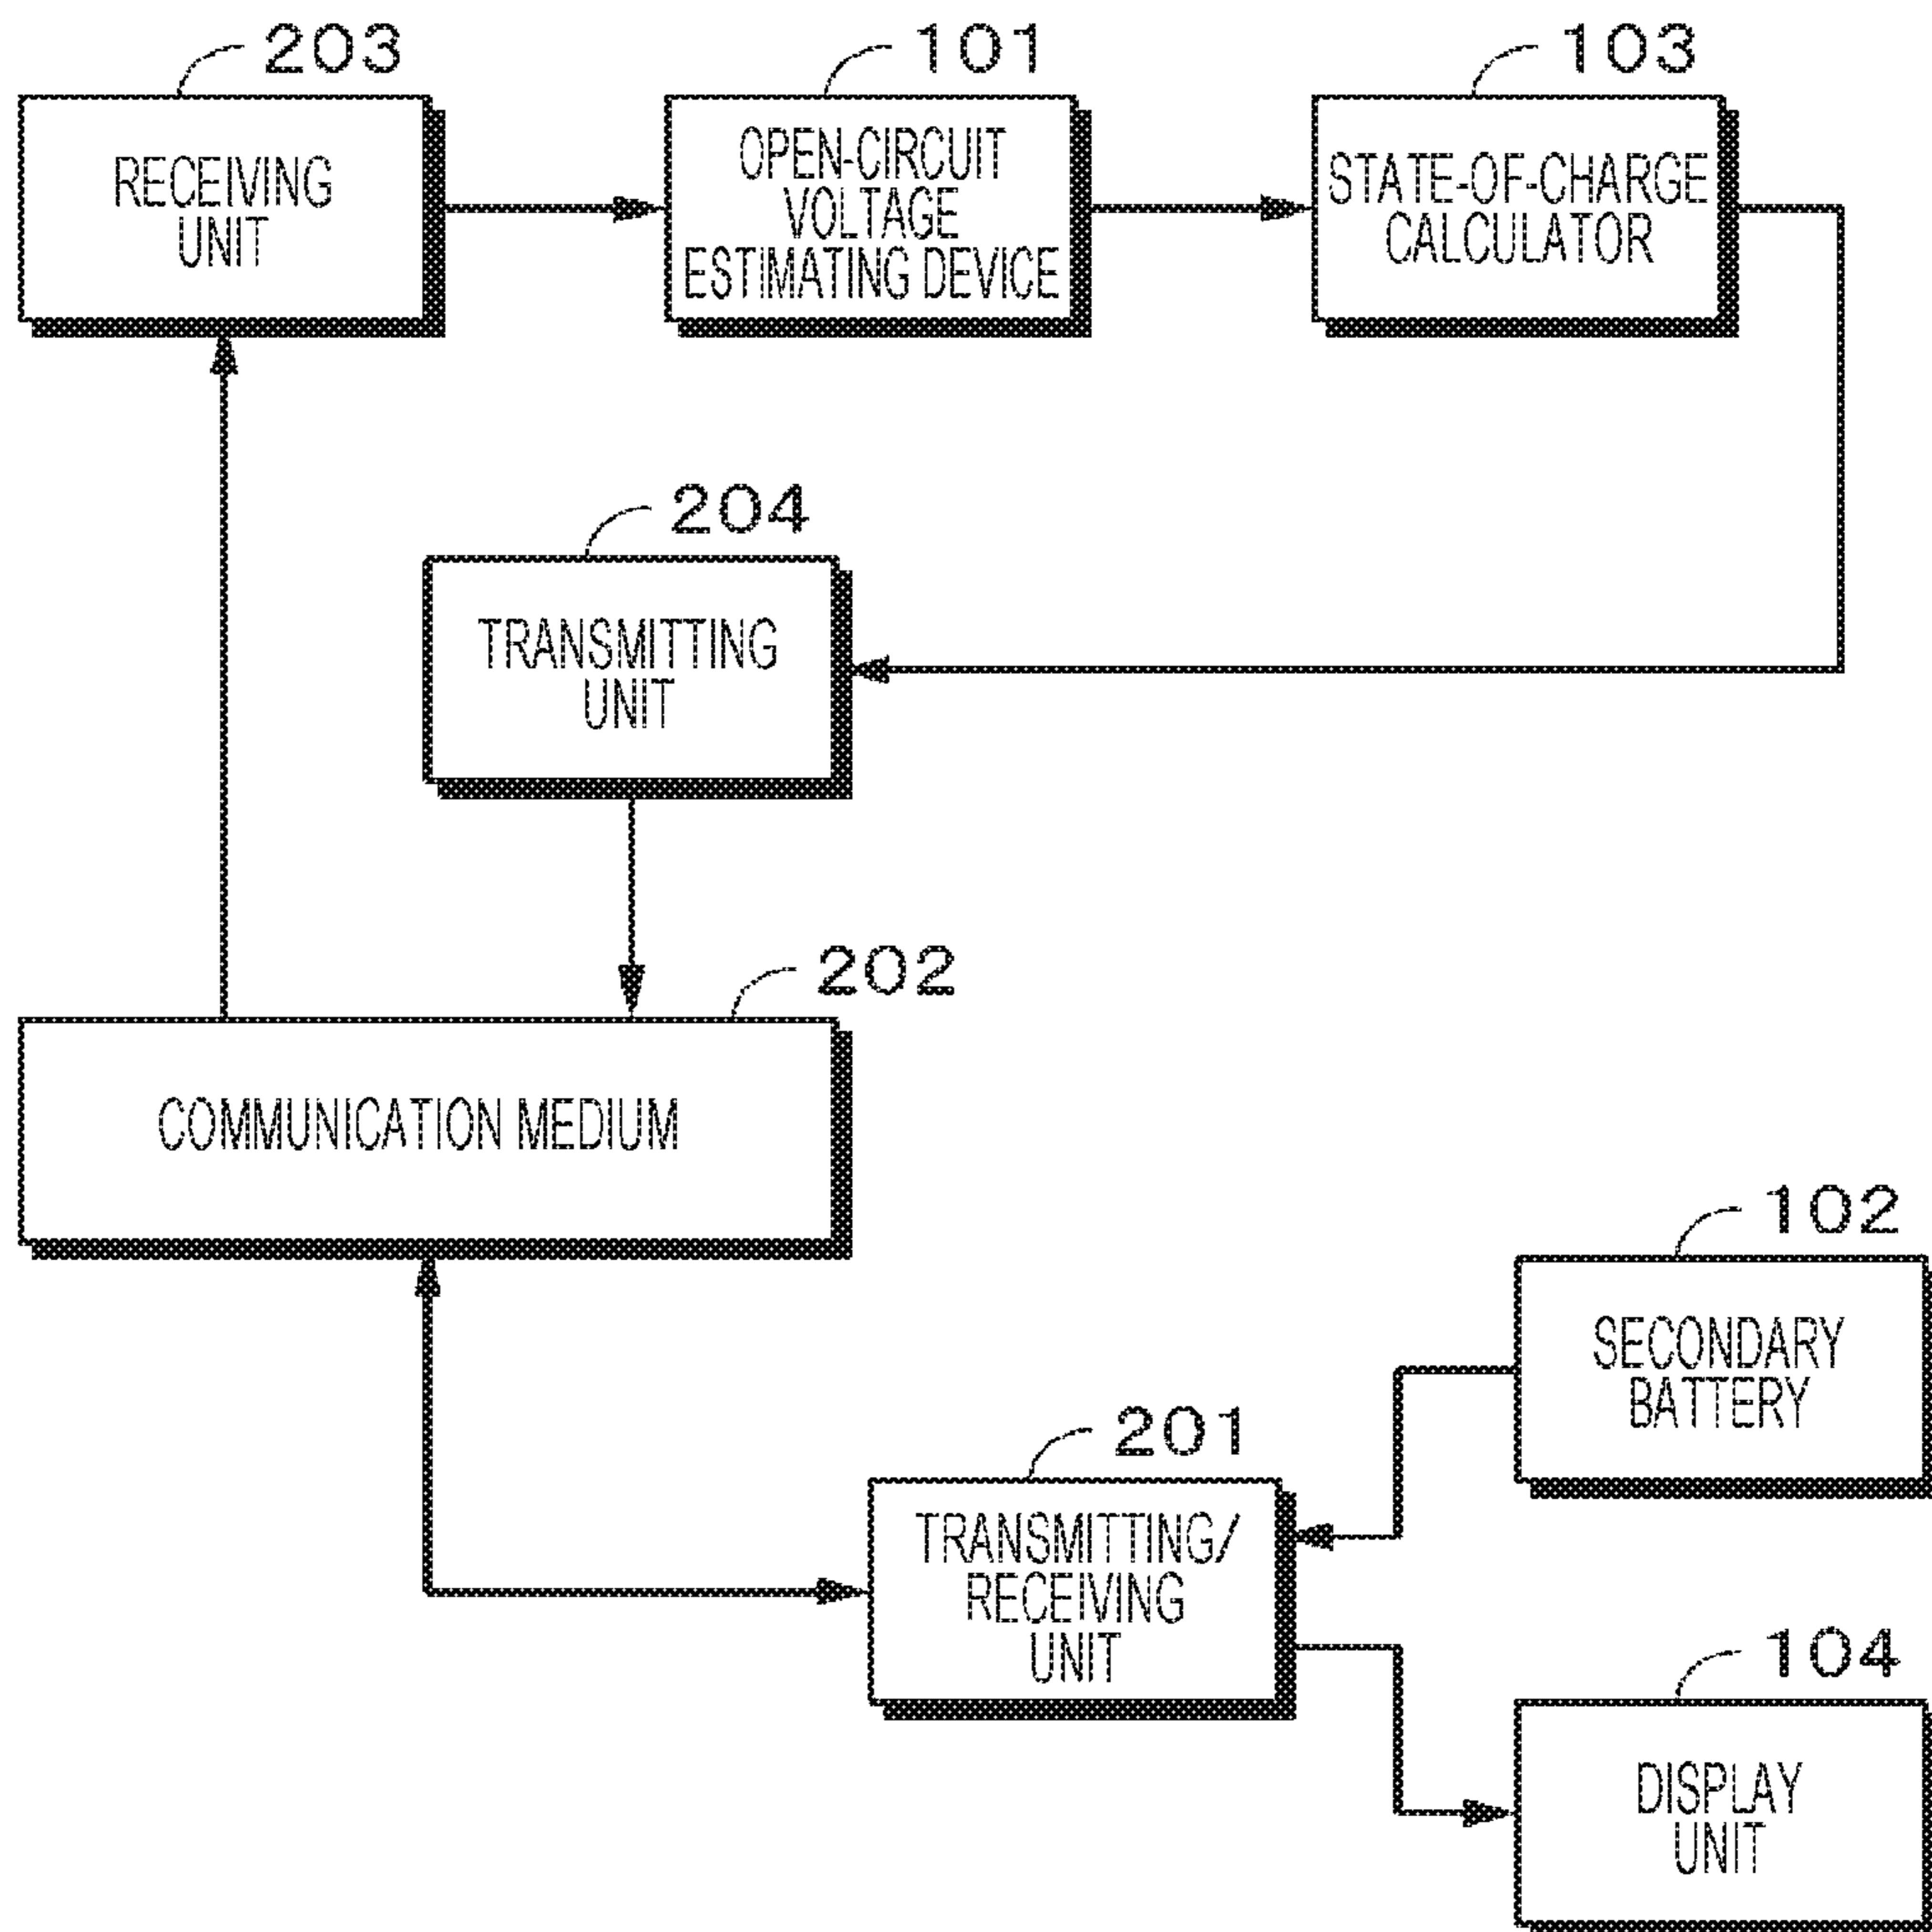 203
RECEIVING
UNIT
101
OPEN-CIRCUIT
VOLTAGE
ESTIMATING DEVICE
103
STATE-OF-CHARGE
CALCULATOR
204
TRANSMITTING
UNIT
202
COMMUNICATION MEDIUM
102
SECONDARY
BATTERY
201
TRANSMITTING/
RECEIVING
UNIT
104
DISPLAY
UNIT